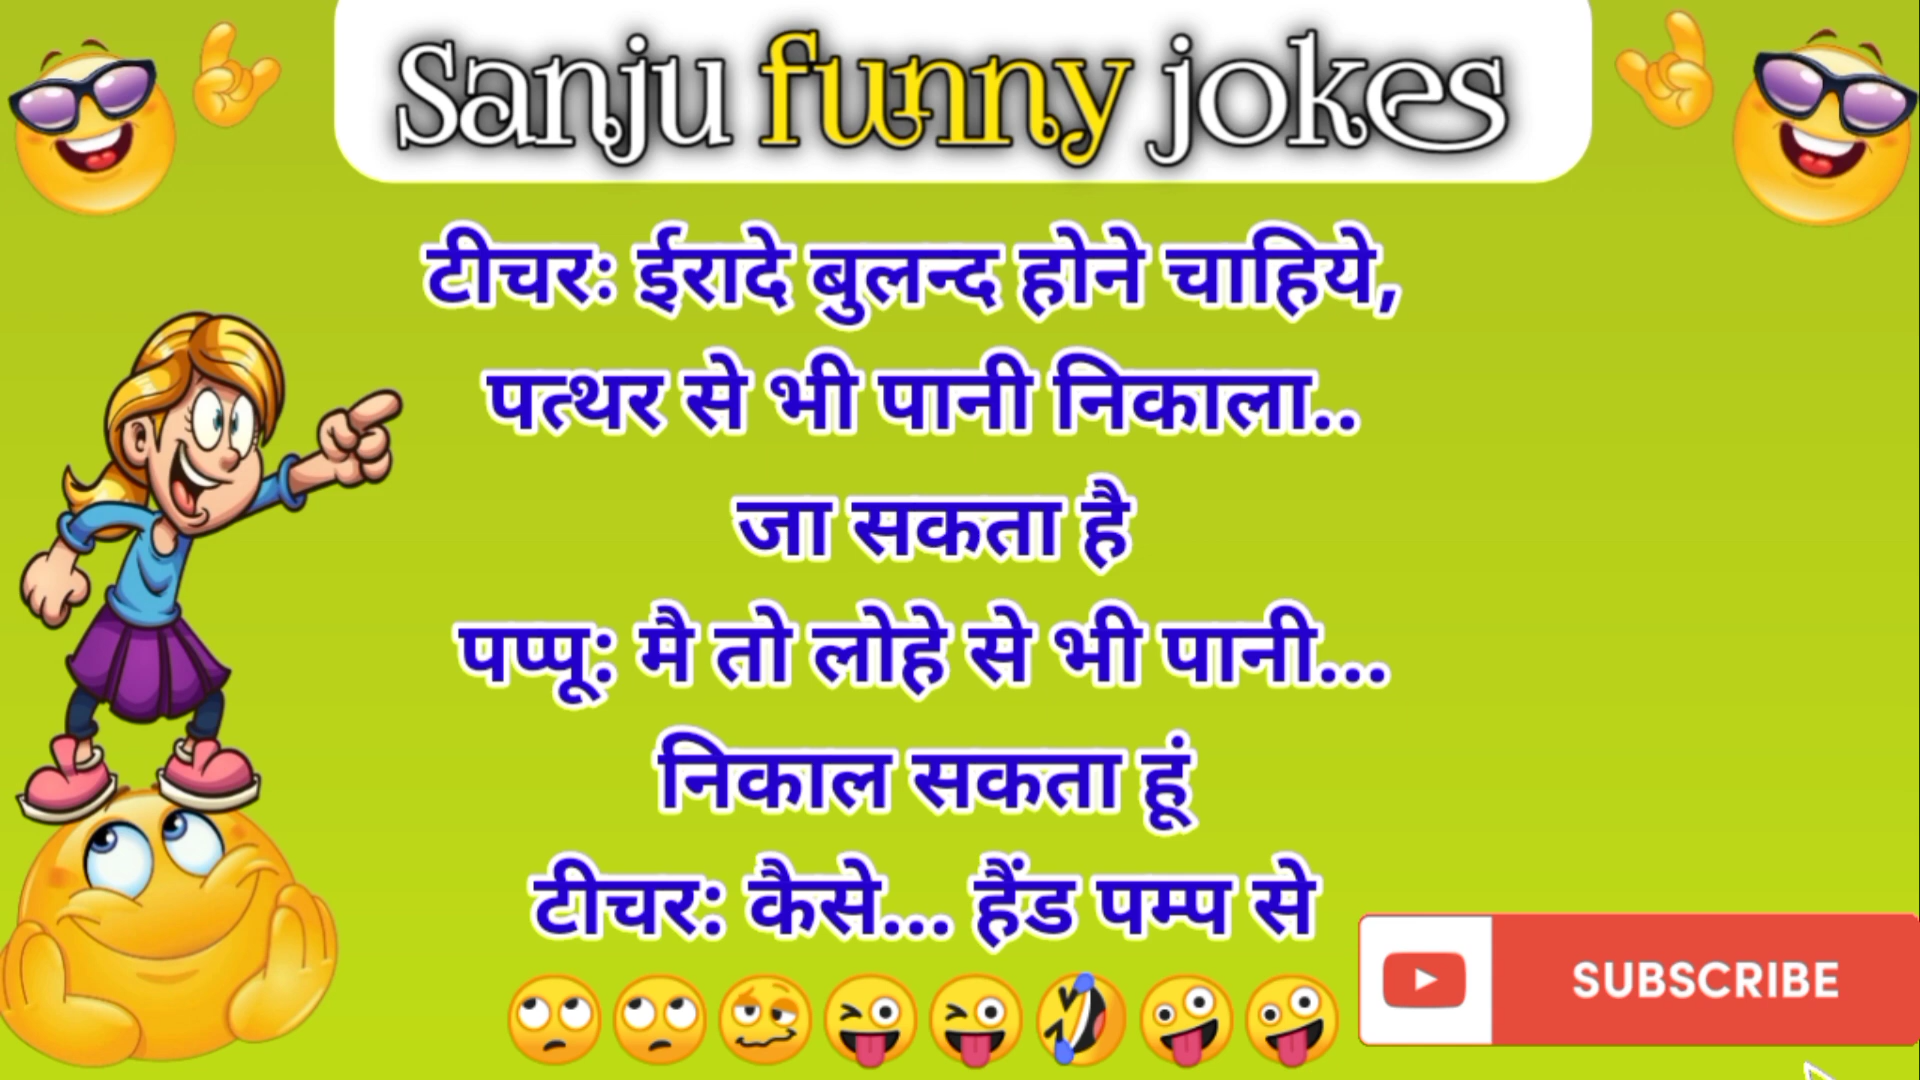 Sanju funny jokes
टीचरः ईरादे बुलन्द होने चाहिये,
पत्थर से भी पानी निकाला..
जा सकता है
पप्पू: मै तो लोहे से भी पानी...
निकाल सकता हूं
टीचर: कैसे... हैंड पम्प से
SUBSCRIBE